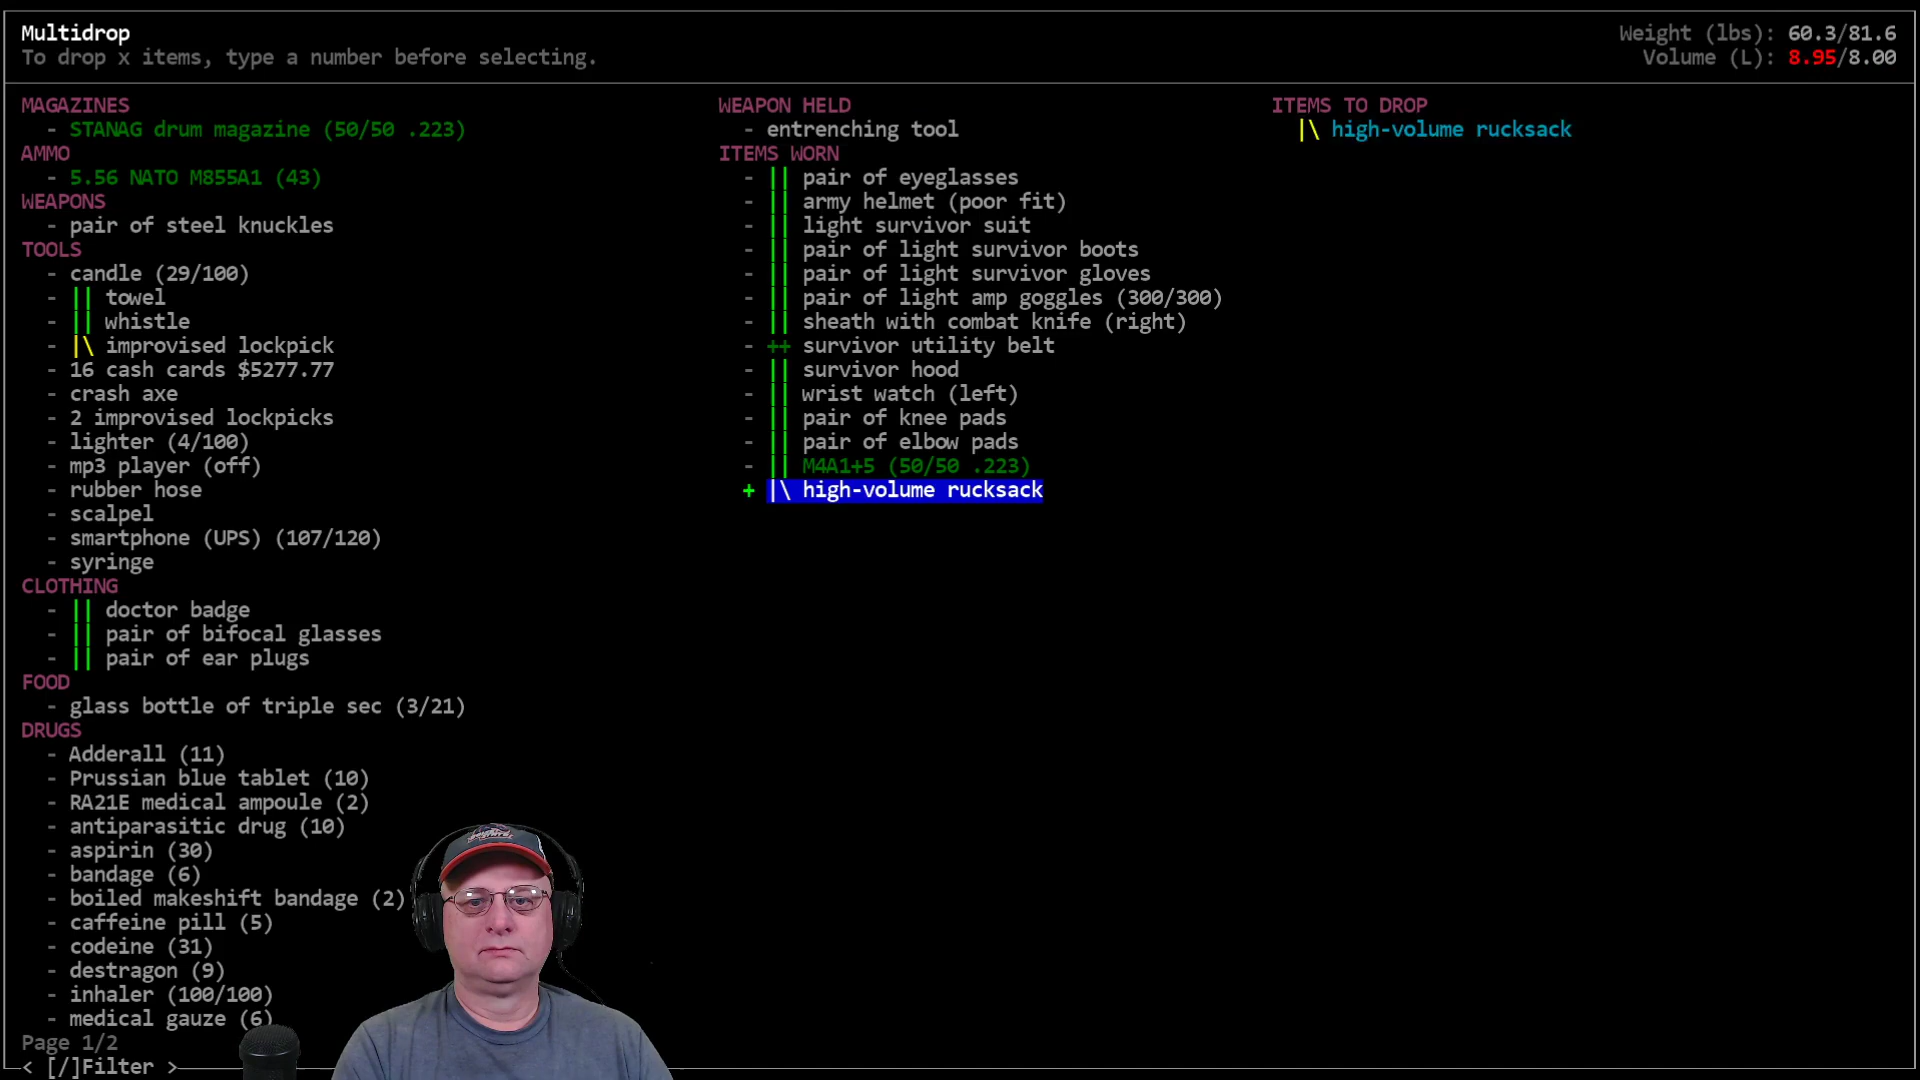 Multidrop
To drop x items, type a number before selecting.
Weight (lbs): 60.3/81.6
Volume (L): 8.95/8.00
MAGAZINES
- STANAG drum magazine (50/50 .223)
AMMO
- 5.56 NATO M855A1 (43)
WEAPONS
- pair of steel knuckles
TOOLS
- candle (29/100)
- || towel
- || whistle
- |\ improvised lockpick
- 16 cash cards $5277.77
- crash axe
- 2 improvised lockpicks
- lighter (4/100)
- mp3 player (off)
- rubber hose
- scalpel
- smartphone (UPS) (107/120)
- syringe
CLOTHING
- || doctor badge
- || pair of bifocal glasses
- || pair of ear plugs
FOOD
- glass bottle of triple sec (3/21)
DRUGS
- Adderall (11)
- Prussian blue tablet (10)
- RA21E medical ampoule (2)
- antiparasitic drug (10)
- aspirin (30)
- bandage (6)
- boiled makeshift bandage (2)
- caffeine pill (5)
- codeine (31)
- destragon (9)
- inhaler (100/100)
- medical gauze (6)
Page 1/2
< [/]Filter >
WEAPON HELD
- entrenching tool
ITEMS WORN
- || pair of eyeglasses
- || army helmet (poor fit)
- || light survivor suit
- || pair of light survivor boots
- || pair of light survivor gloves
- || pair of light amp goggles (300/300)
- || sheath with combat knife (right)
- ++ survivor utility belt
- || survivor hood
- || wrist watch (left)
- || pair of knee pads
- || pair of elbow pads
- || M4A1+5 (50/50 .223)
+ |\ high-volume rucksack
ITEMS TO DROP
|\ high-volume rucksack